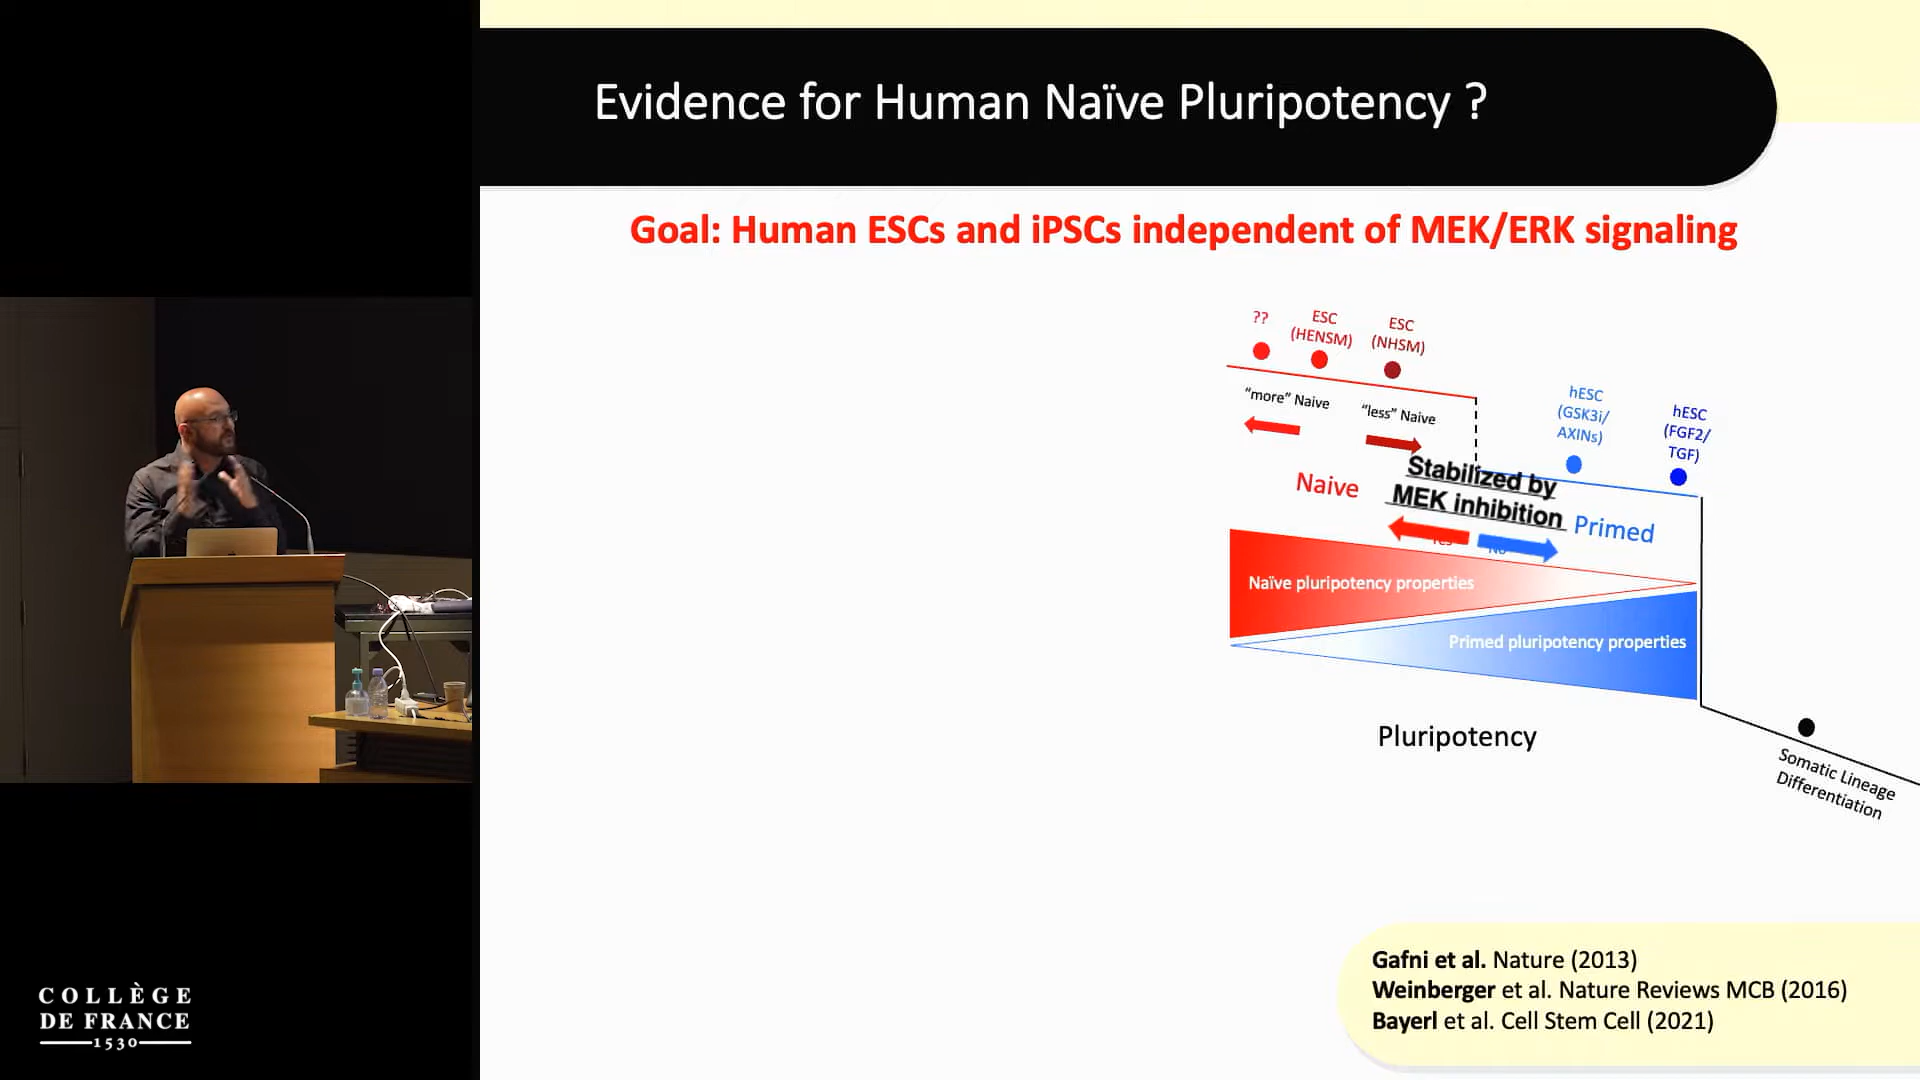 Evidence for Human Naïve Pluripotency ?
Goal: Human ESCs and iPSCs independent of MEK/ERK signaling
??
ESC
(HENSM)
ESC
(NHSM)
"more" Naive
"less" Naive
hESC
(GSK3i/
AXINs)
hESC
(FGF2/
TGF)
Naive
Stabilized by
MEK inhibition
Primed
Yes
No
Naïve pluripotency properties
Primed pluripotency properties
Pluripotency
Somatic Lineage
Differentiation
Gafni et al. Nature (2013)
Weinberger et al. Nature Reviews MCB (2016)
Bayerl et al. Cell Stem Cell (2021)
COLLÈGE
DE FRANCE
1530